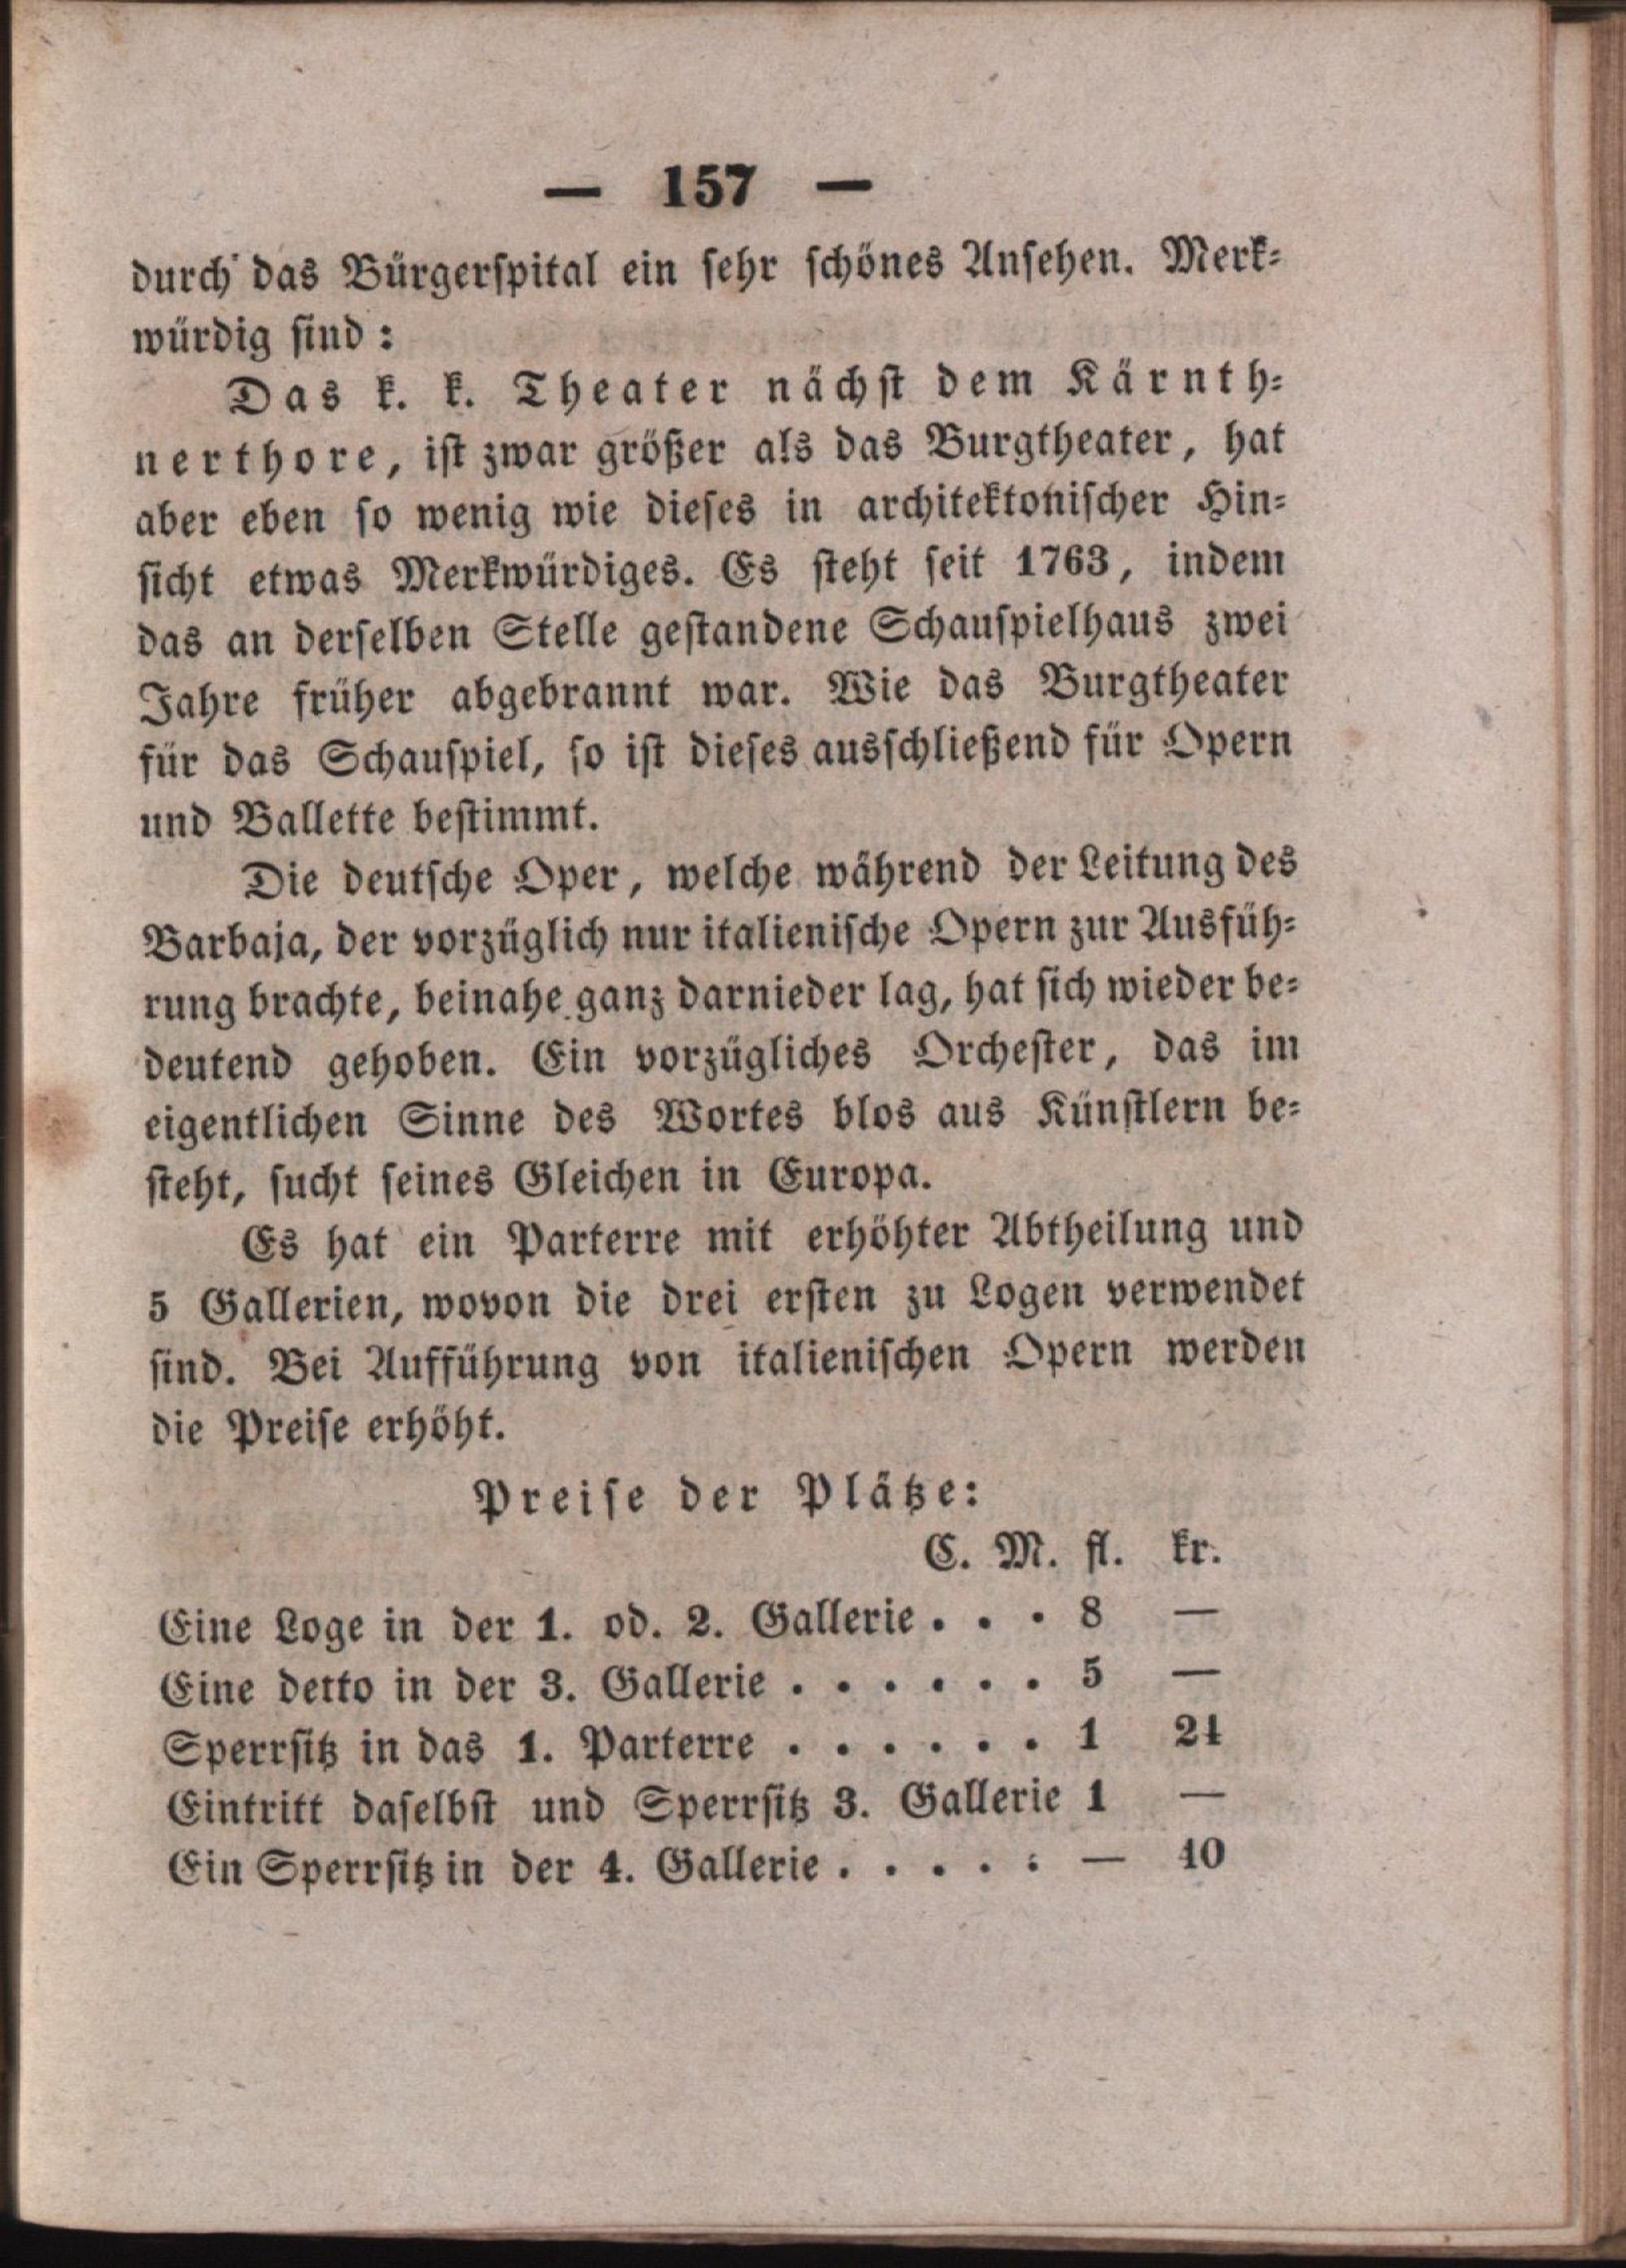 — 157 —
durch das Bürgerspital ein sehr schönes Ansehen. Merk-
würdig sind:
Das k. k. Theater nächst dem Kärnth-
nerthore, ist zwar größer als das Burgtheater, hat
aber eben so wenig wie dieses in architektonischer Hin-
sicht etwas Merkwürdiges. Es steht seit 1763, indem
das an derselben Stelle gestandene Schauspielhaus zwei
Jahre früher abgebrannt war. Wie das Burgtheater
für das Schauspiel, so ist dieses ausschließend für Opern
und Ballette bestimmt.
Die deutsche Oper, welche während der Leitung des
Barbaja, der vorzüglich nur italienische Opern zur Ausfüh-
rung brachte, beinahe ganz darnieder lag, hat sich wieder be-
deutend gehoben. Ein vorzügliches Orchester, das im
eigentlichen Sinne des Wortes blos aus Künstlern be-
steht, sucht seines Gleichen in Europa.
Es hat ein Parterre mit erhöhter Abtheilung und
5 Gallerien, wovon die drei ersten zu Logen verwendet
sind. Bei Aufführung von italienischen Opern werden
die Preise erhöht.
Preise der Plätze:
C. M. fl. kr.
Eine Loge in der 1. od. 2. Gallerie . . . 8 —
Eine detto in der 3. Gallerie . . . . . . 5 —
Sperrsitz in das 1. Parterre . . . . . . 1 24
Eintritt daselbst und Sperrsitz 3. Gallerie 1 —
Ein Sperrsitz in der 4. Gallerie . . . . . — 40